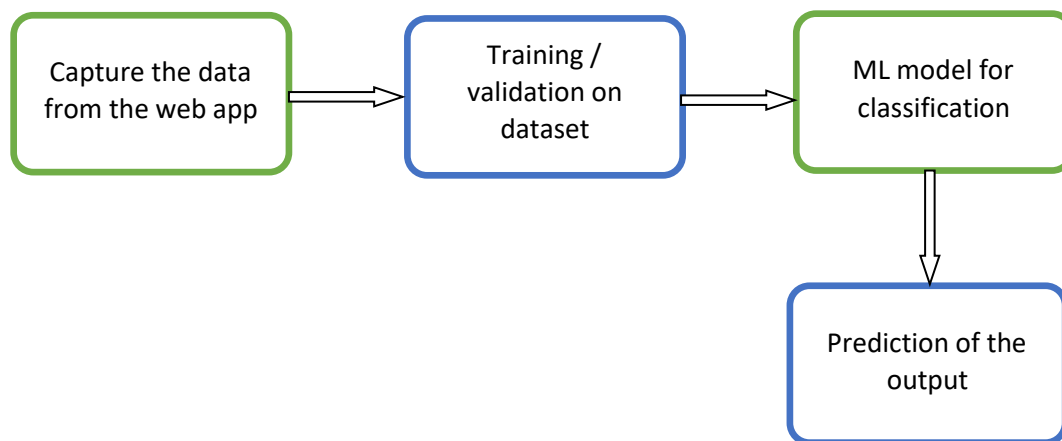 Capture the data
from the web app
Training /
validation on
dataset
ML model for
classification
Prediction of the
output